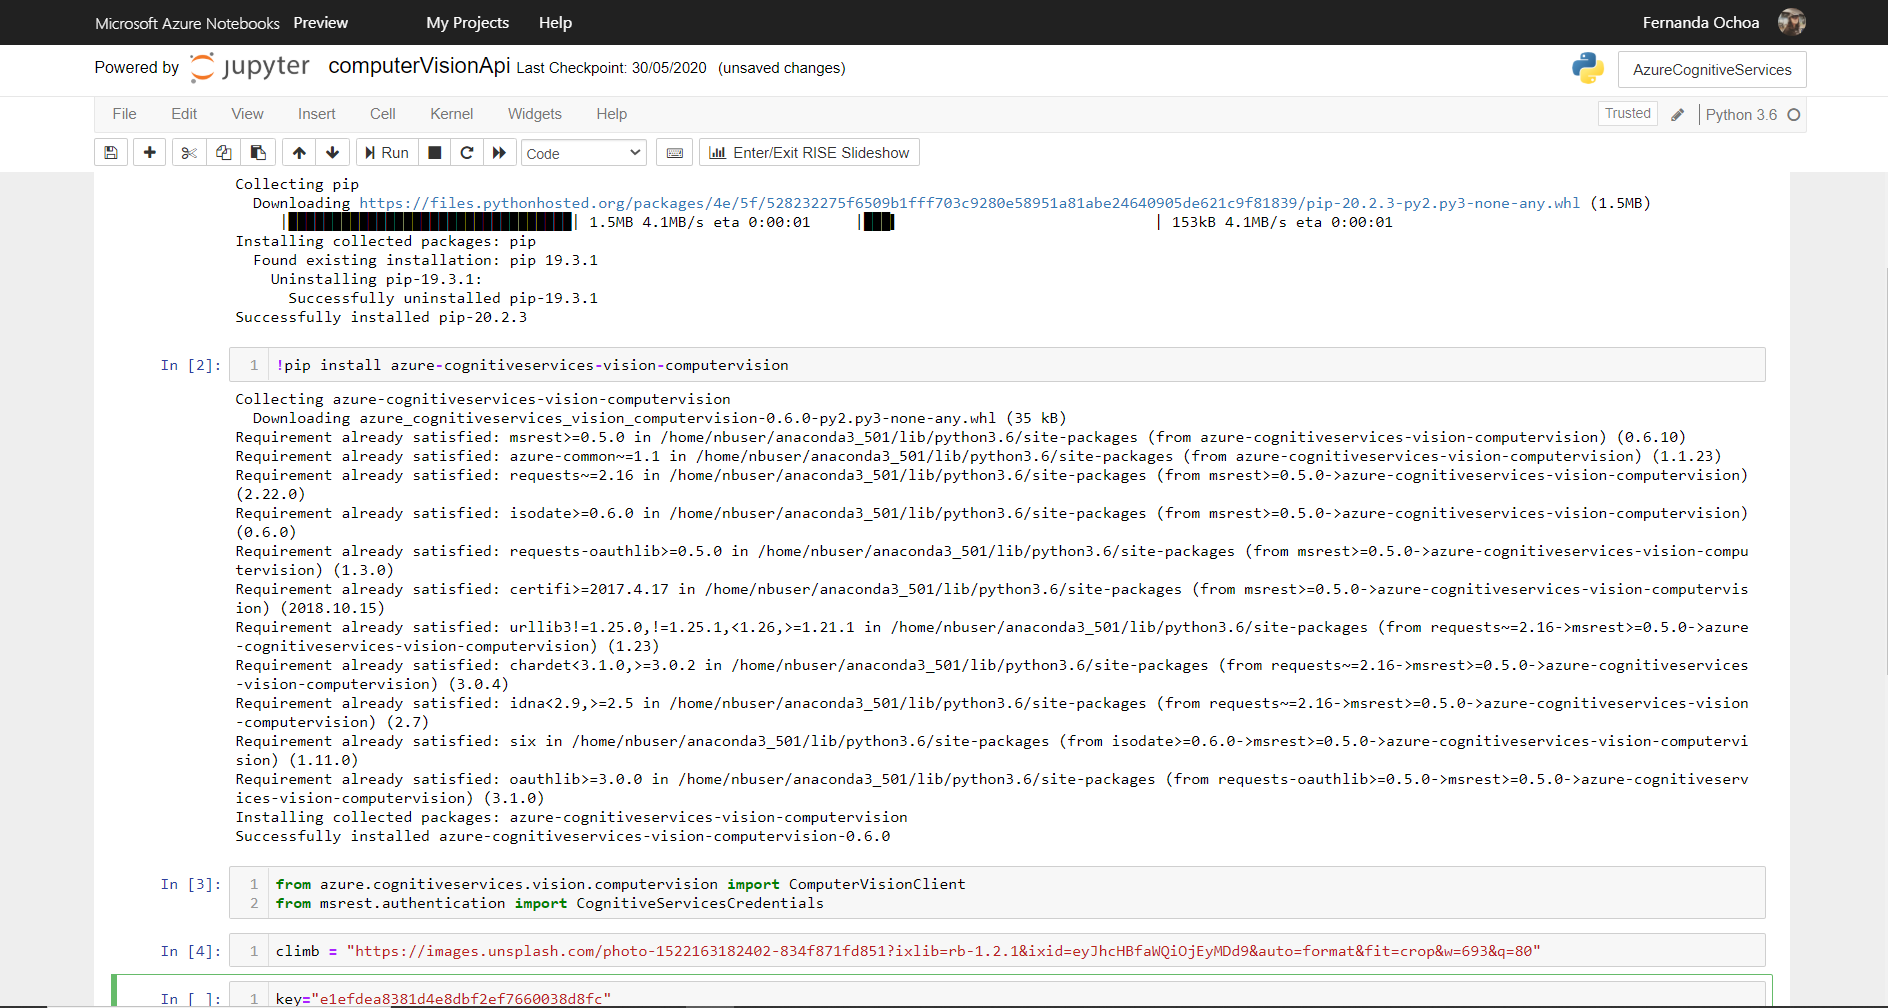 Microsoft Azure Notebooks Preview My Projects Help Fernanda Ochoa
Powered by jupyter computerVisionApi Last Checkpoint: 30/05/2020 (unsaved changes) AzureCognitiveServices
File Edit View Insert Cell Kernel Widgets Help Trusted Python 3.6
Run Code Enter/Exit RISE Slideshow
Collecting pip
Downloading https://files.pythonhosted.org/packages/4e/5f/528232275f6509b1fff703c9280e58951a81abe24640905de621c9f81839/pip-20.2.3-py2.py3-none-any.whl (1.5MB)
| | 1.5MB 4.1MB/s eta 0:00:01 | | 153kB 4.1MB/s eta 0:00:01
Installing collected packages: pip
Found existing installation: pip 19.3.1
Uninstalling pip-19.3.1:
Successfully uninstalled pip-19.3.1
Successfully installed pip-20.2.3
In [2]: 1 !pip install azure-cognitiveservices-vision-computervision
Collecting azure-cognitiveservices-vision-computervision
Downloading azure_cognitiveservices_vision_computervision-0.6.0-py2.py3-none-any.whl (35 kB)
Requirement already satisfied: msrest>=0.5.0 in /home/nbuser/anaconda3_501/lib/python3.6/site-packages (from azure-cognitiveservices-vision-computervision) (0.6.10)
Requirement already satisfied: azure-common~=1.1 in /home/nbuser/anaconda3_501/lib/python3.6/site-packages (from azure-cognitiveservices-vision-computervision) (1.1.23)
Requirement already satisfied: requests~=2.16 in /home/nbuser/anaconda3_501/lib/python3.6/site-packages (from msrest>=0.5.0->azure-cognitiveservices-vision-computervision)
(2.22.0)
Requirement already satisfied: isodate>=0.6.0 in /home/nbuser/anaconda3_501/lib/python3.6/site-packages (from msrest>=0.5.0->azure-cognitiveservices-vision-computervision)
(0.6.0)
Requirement already satisfied: requests-oauthlib>=0.5.0 in /home/nbuser/anaconda3_501/lib/python3.6/site-packages (from msrest>=0.5.0->azure-cognitiveservices-vision-compu
tervision) (1.3.0)
Requirement already satisfied: certifi>=2017.4.17 in /home/nbuser/anaconda3_501/lib/python3.6/site-packages (from msrest>=0.5.0->azure-cognitiveservices-vision-computervis
ion) (2018.10.15)
Requirement already satisfied: urllib3!=1.25.0,!=1.25.1,<1.26,>=1.21.1 in /home/nbuser/anaconda3_501/lib/python3.6/site-packages (from requests~=2.16->msrest>=0.5.0->azure
-cognitiveservices-vision-computervision) (1.23)
Requirement already satisfied: chardet<3.1.0,>=3.0.2 in /home/nbuser/anaconda3_501/lib/python3.6/site-packages (from requests~=2.16->msrest>=0.5.0->azure-cognitiveservices
-vision-computervision) (3.0.4)
Requirement already satisfied: idna<2.9,>=2.5 in /home/nbuser/anaconda3_501/lib/python3.6/site-packages (from requests~=2.16->msrest>=0.5.0->azure-cognitiveservices-vision
-computervision) (2.7)
Requirement already satisfied: six in /home/nbuser/anaconda3_501/lib/python3.6/site-packages (from isodate>=0.6.0->msrest>=0.5.0->azure-cognitiveservices-vision-computervi
sion) (1.11.0)
Requirement already satisfied: oauthlib>=3.0.0 in /home/nbuser/anaconda3_501/lib/python3.6/site-packages (from requests-oauthlib>=0.5.0->msrest>=0.5.0->azure-cognitiveserv
ices-vision-computervision) (3.1.0)
Installing collected packages: azure-cognitiveservices-vision-computervision
Successfully installed azure-cognitiveservices-vision-computervision-0.6.0
In [3]: 1 from azure.cognitiveservices.vision.computervision import ComputerVisionClient
2 from msrest.authentication import CognitiveServicesCredentials
In [4]: 1 climb = "https://images.unsplash.com/photo-1522163182402-834f871fd851?ixlib=rb-1.2.1&ixid=eyJhcHBfaWQiOjEyMDd9&auto=format&fit=crop&w=693&q=80"
In [ ]: 1 key="e1efdea8381d4e8dbf2ef7660038d8fc"